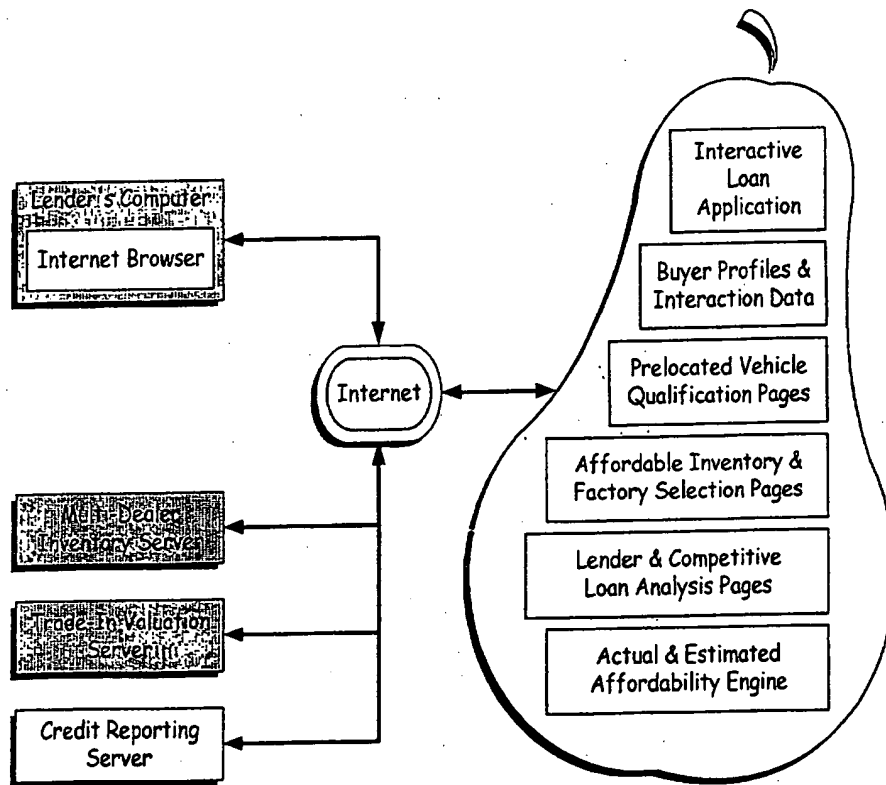 Lender's Computer
Internet Browser
Internet
Multi-Dealer
Inventory Server
Trade-In Valuation
Server
Credit Reporting
Server
Interactive
Loan
Application
Buyer Profiles &
Interaction Data
Prelocated Vehicle
Qualification Pages
Affordable Inventory &
Factory Selection Pages
Lender & Competitive
Loan Analysis Pages
Actual & Estimated
Affordability Engine